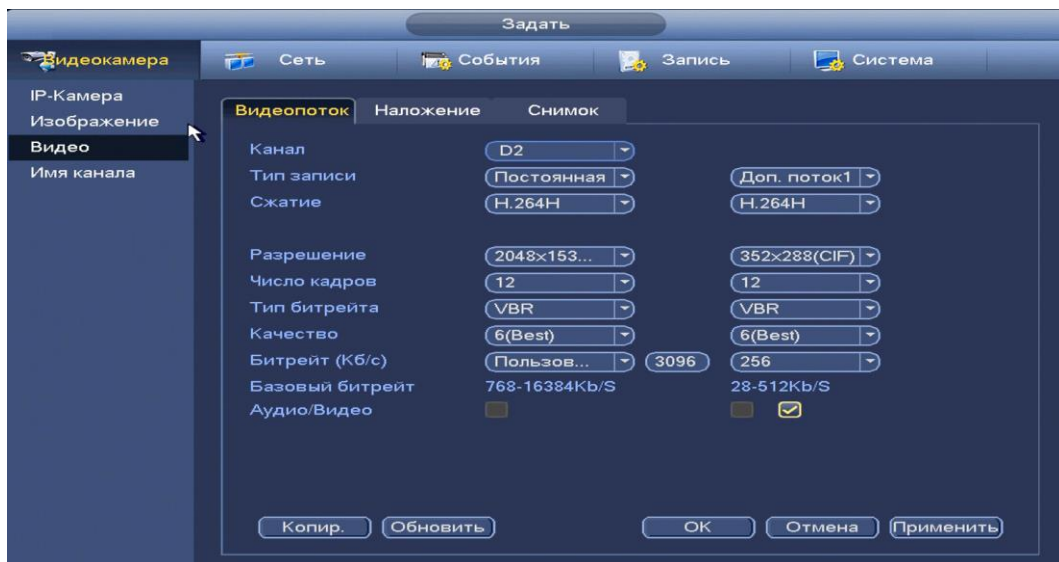 Задать
Видеокамера Сеть События Запись Система
IP-Камера
Изображение
Видео
Имя канала
Видеопоток Наложение Снимок
Канал D2
Тип записи Постоянная Доп. поток1
Сжатие H.264H H.264H
Разрешение 2048x153... 352x288(CIF)
Число кадров 12 12
Тип битрейта VBR VBR
Качество 6(Best) 6(Best)
Битрейт (Кб/с) Пользов... 3096 256
Базовый битрейт 768-16384Kb/S 28-512Kb/S
Аудио/Видео
Копир. Обновить ОК Отмена Применить